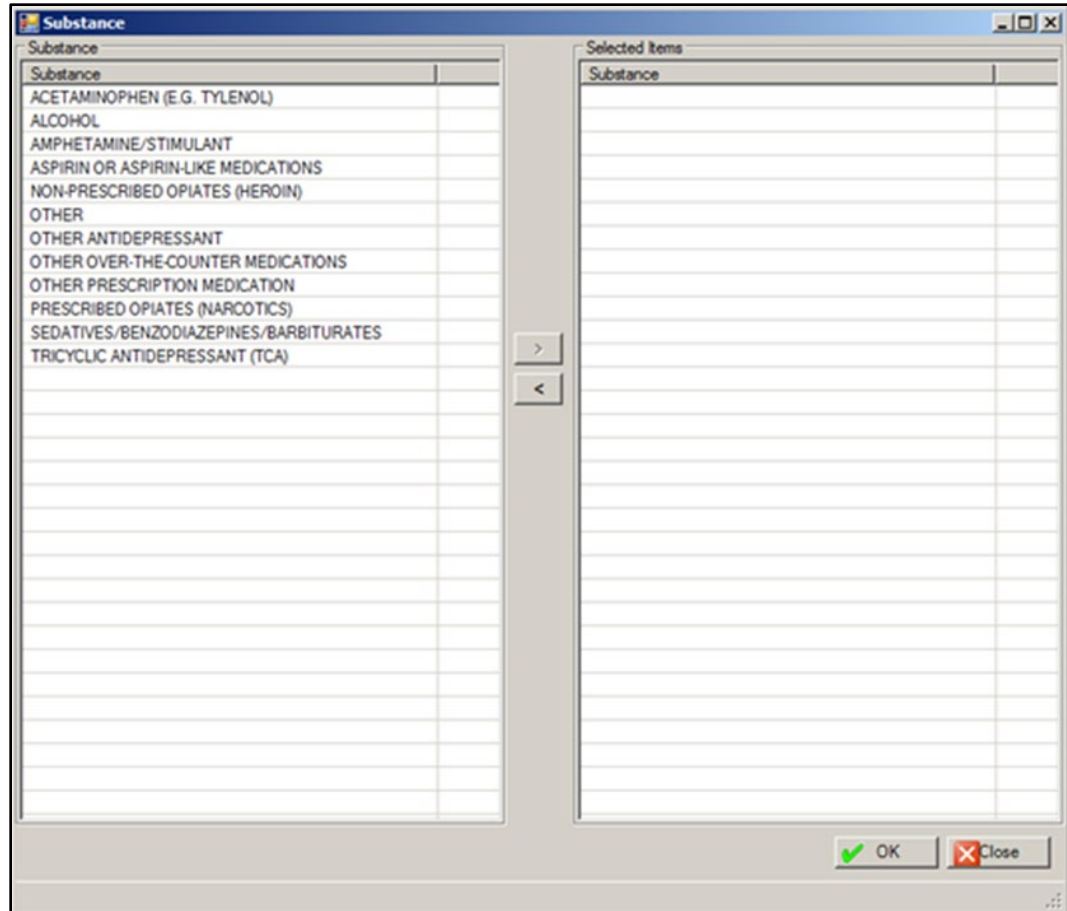 Substance
Substance
Substance
ACETAMINOPHEN (E.G. TYLENOL)
ALCOHOL
AMPHETAMINE/STIMULANT
ASPIRIN OR ASPIRIN-LIKE MEDICATIONS
NON-PRESCRIBED OPIATES (HEROIN)
OTHER
OTHER ANTIDEPRESSANT
OTHER OVER-THE-COUNTER MEDICATIONS
OTHER PRESCRIPTION MEDICATION
PRESCRIBED OPIATES (NARCOTICS)
SEDATIVES/BENZODIAZEPINES/BARBITURATES
TRICYCLIC ANTIDEPRESSANT (TCA)
>
<
Selected Items
Substance
OK
Close